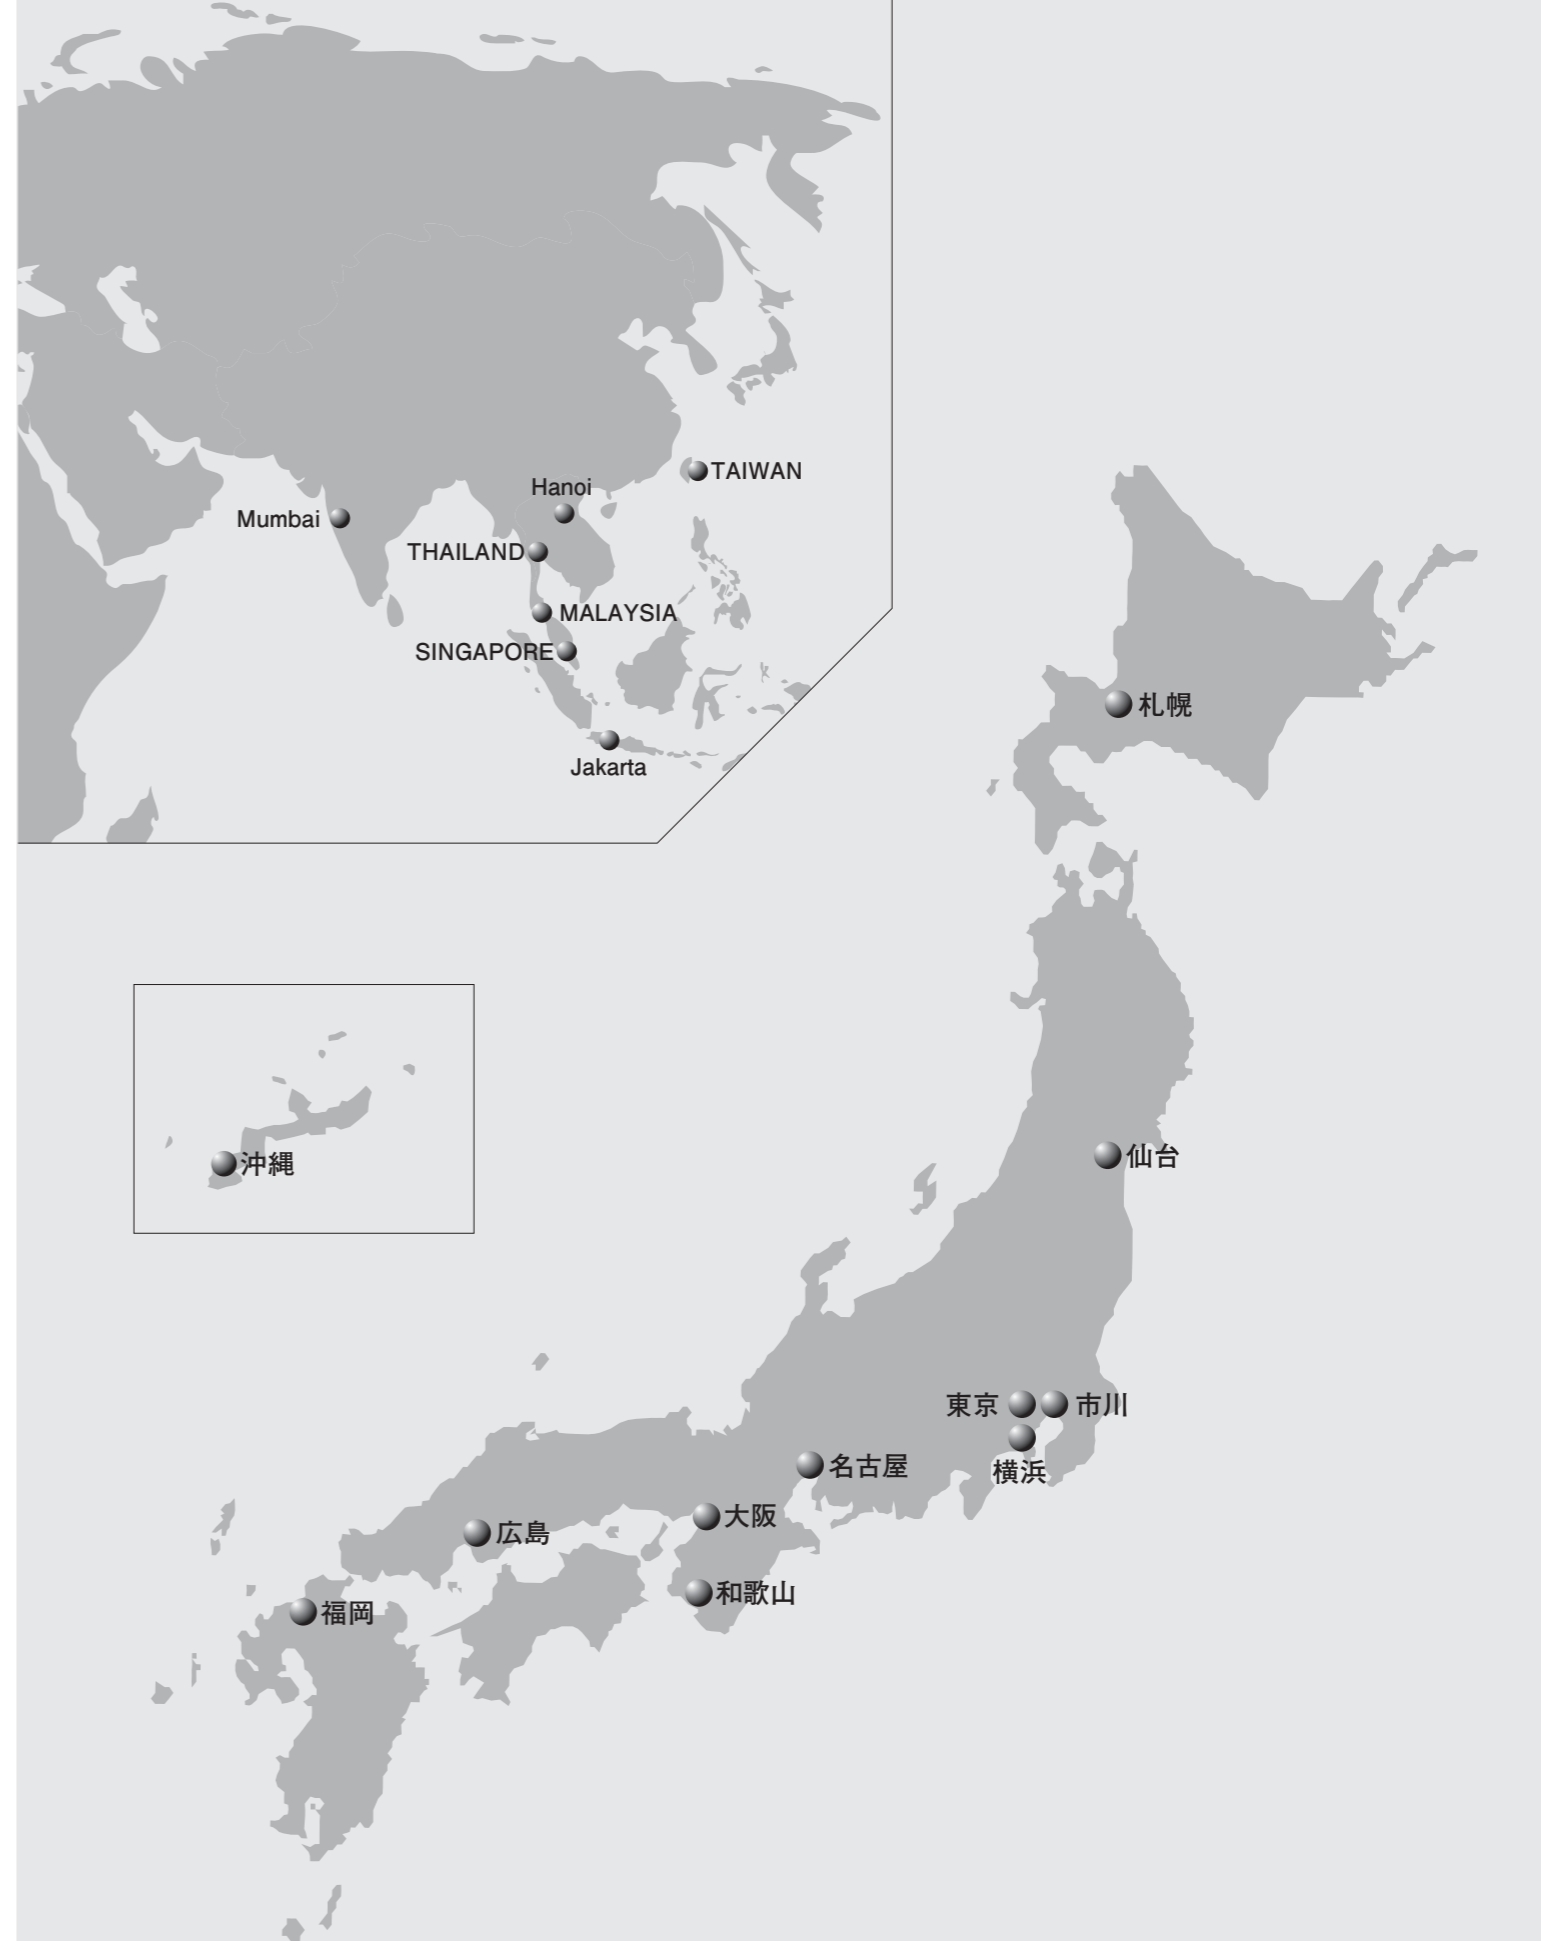 TAIWAN
Hanoi
Mumbai
THAILAND
MALAYSIA
SINGAPORE
Jakarta
札幌
沖縄
仙台
東京
市川
横浜
名古屋
大阪
広島
和歌山
福岡